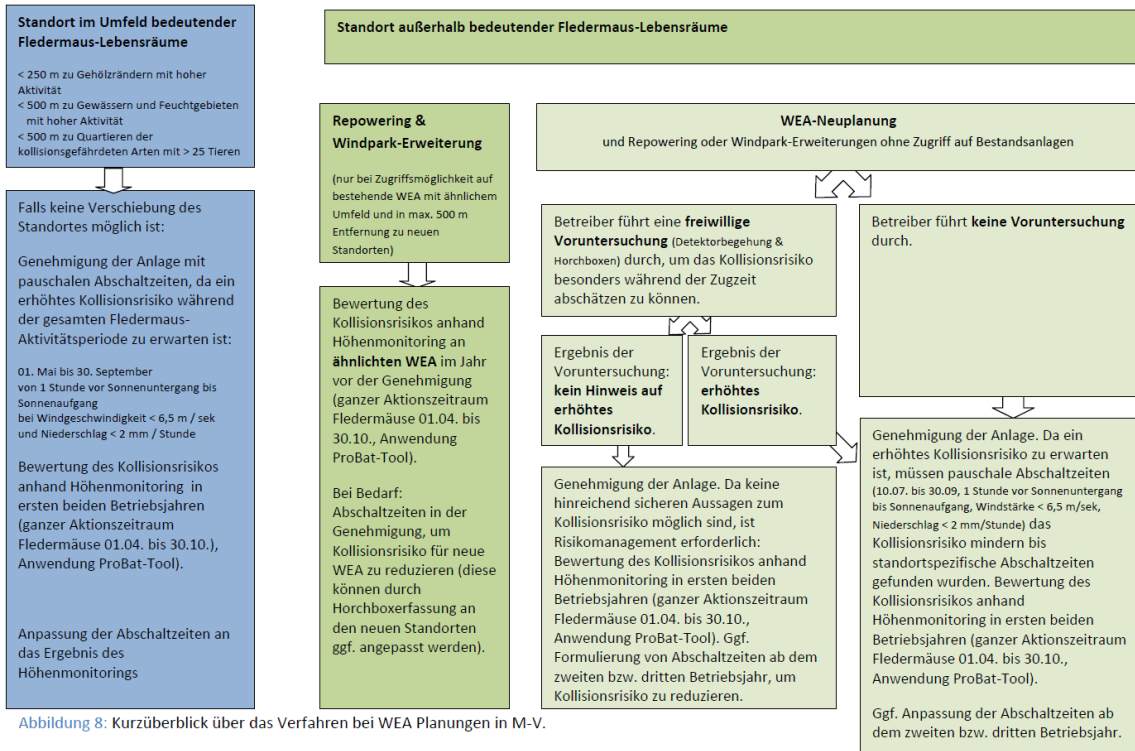 Standort im Umfeld bedeutender
Fledermaus-Lebensräume
< 250 m zu Gehölzrändern mit hoher
Aktivität
< 500 m zu Gewässern und Feuchtgebieten
mit hoher Aktivität
< 500 m zu Quartieren der
kollisionsgefährdeten Arten mit > 25 Tieren
Falls keine Verschiebung des
Standortes möglich ist:
Genehmigung der Anlage mit
pauschalen Abschaltzeiten, da ein
erhöhtes Kollisionsrisiko während
der gesamten Fledermaus-
Aktivitätsperiode zu erwarten ist:
01. Mai bis 30. September
von 1 Stunde vor Sonnenuntergang bis
Sonnenaufgang
bei Windgeschwindigkeit < 6,5 m / sek
und Niederschlag < 2 mm / Stunde
Bewertung des Kollisionsrisikos
anhand Höhenmonitoring in
ersten beiden Betriebsjahren
(ganzer Aktionszeitraum
Fledermäuse 01.04. bis 30.10.),
Anwendung ProBat-Tool).
Anpassung der Abschaltzeiten an
das Ergebnis des
Höhenmonitorings
Standort außerhalb bedeutender Fledermaus-Lebensräume
Repowering &
Windpark-Erweiterung
(nur bei Zugriffsmöglichkeit auf
bestehende WEA mit ähnlichem
Umfeld und in max. 500 m
Entfernung zu neuen
Standorten)
Bewertung des
Kollisionsrisikos anhand
Höhenmonitoring an
ähnlichten WEA im Jahr
vor der Genehmigung
(ganzer Aktionszeitraum
Fledermäuse 01.04. bis
30.10., Anwendung
ProBat-Tool).
Bei Bedarf:
Abschaltzeiten in der
Genehmigung, um
Kollisionsrisiko für neue
WEA zu reduzieren (diese
können durch
Horchboxerfassung an
den neuen Standorten
ggf. angepasst werden).
WEA-Neuplanung
und Repowering oder Windpark-Erweiterungen ohne Zugriff auf Bestandsanlagen
Betreiber führt eine freiwillige
Voruntersuchung (Detektorbegehung &
Horchboxen) durch, um das Kollisionsrisiko
besonders während der Zugzeit
abschätzen zu können.
Betreiber führt keine Voruntersuchung
durch.
Ergebnis der
Voruntersuchung:
kein Hinweis auf
erhöhtes
Kollisionsrisiko.
Ergebnis der
Voruntersuchung:
erhöhtes
Kollisionsrisiko.
Genehmigung der Anlage. Da keine
hinreichend sicheren Aussagen zum
Kollisionsrisiko möglich sind, ist
Risikomanagement erforderlich:
Bewertung des Kollisionsrisikos anhand
Höhenmonitoring in ersten beiden
Betriebsjahren (ganzer Aktionszeitraum
Fledermäuse 01.04. bis 30.10.,
Anwendung ProBat-Tool). Ggf.
Formulierung von Abschaltzeiten ab dem
zweiten bzw. dritten Betriebsjahr, um
Kollisionsrisiko zu reduzieren.
Genehmigung der Anlage. Da ein
erhöhtes Kollisionsrisiko zu erwarten
ist, müssen pauschale Abschaltzeiten
(10.07. bis 30.09, 1 Stunde vor Sonnenuntergang
bis Sonnenaufgang, Windstärke < 6,5 m/sek,
Niederschlag < 2 mm/Stunde) das
Kollisionsrisiko mindern bis
standortspezifische Abschaltzeiten
gefunden wurden. Bewertung des
Kollisionsrisikos anhand
Höhenmonitoring in ersten beiden
Betriebsjahren (ganzer Aktionszeitraum
Fledermäuse 01.04. bis 30.10.,
Anwendung ProBat-Tool).
Ggf. Anpassung der Abschaltzeiten ab
dem zweiten bzw. dritten Betriebsjahr.
Abbildung 8: Kurzüberblick über das Verfahren bei WEA Planungen in M-V.